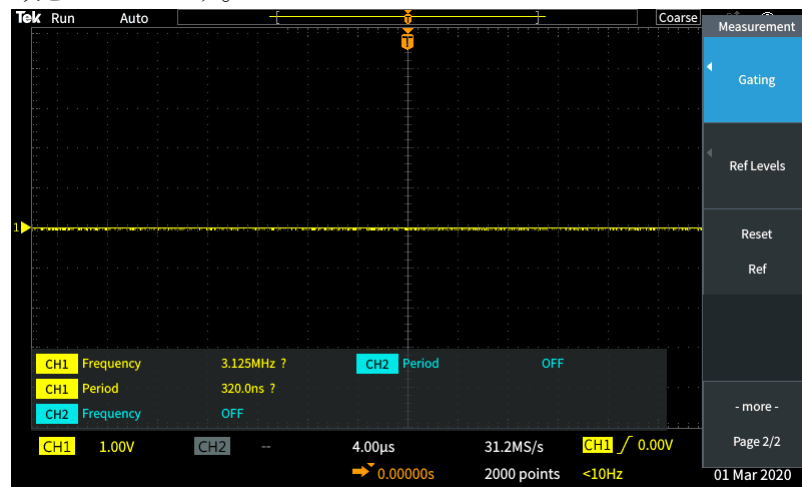 Tek Run Auto Coarse
T
T
Measurement
Gating
Ref Levels
Reset
Ref
- more -
Page 2/2
1
CH1 Frequency 3.125MHz ? CH2 Period OFF
CH1 Period 320.0ns ?
CH2 Frequency OFF
CH1 1.00V CH2 -- 4.00µs 31.2MS/s CH1 0.00V
0.00000s 2000 points <10Hz 01 Mar 2020